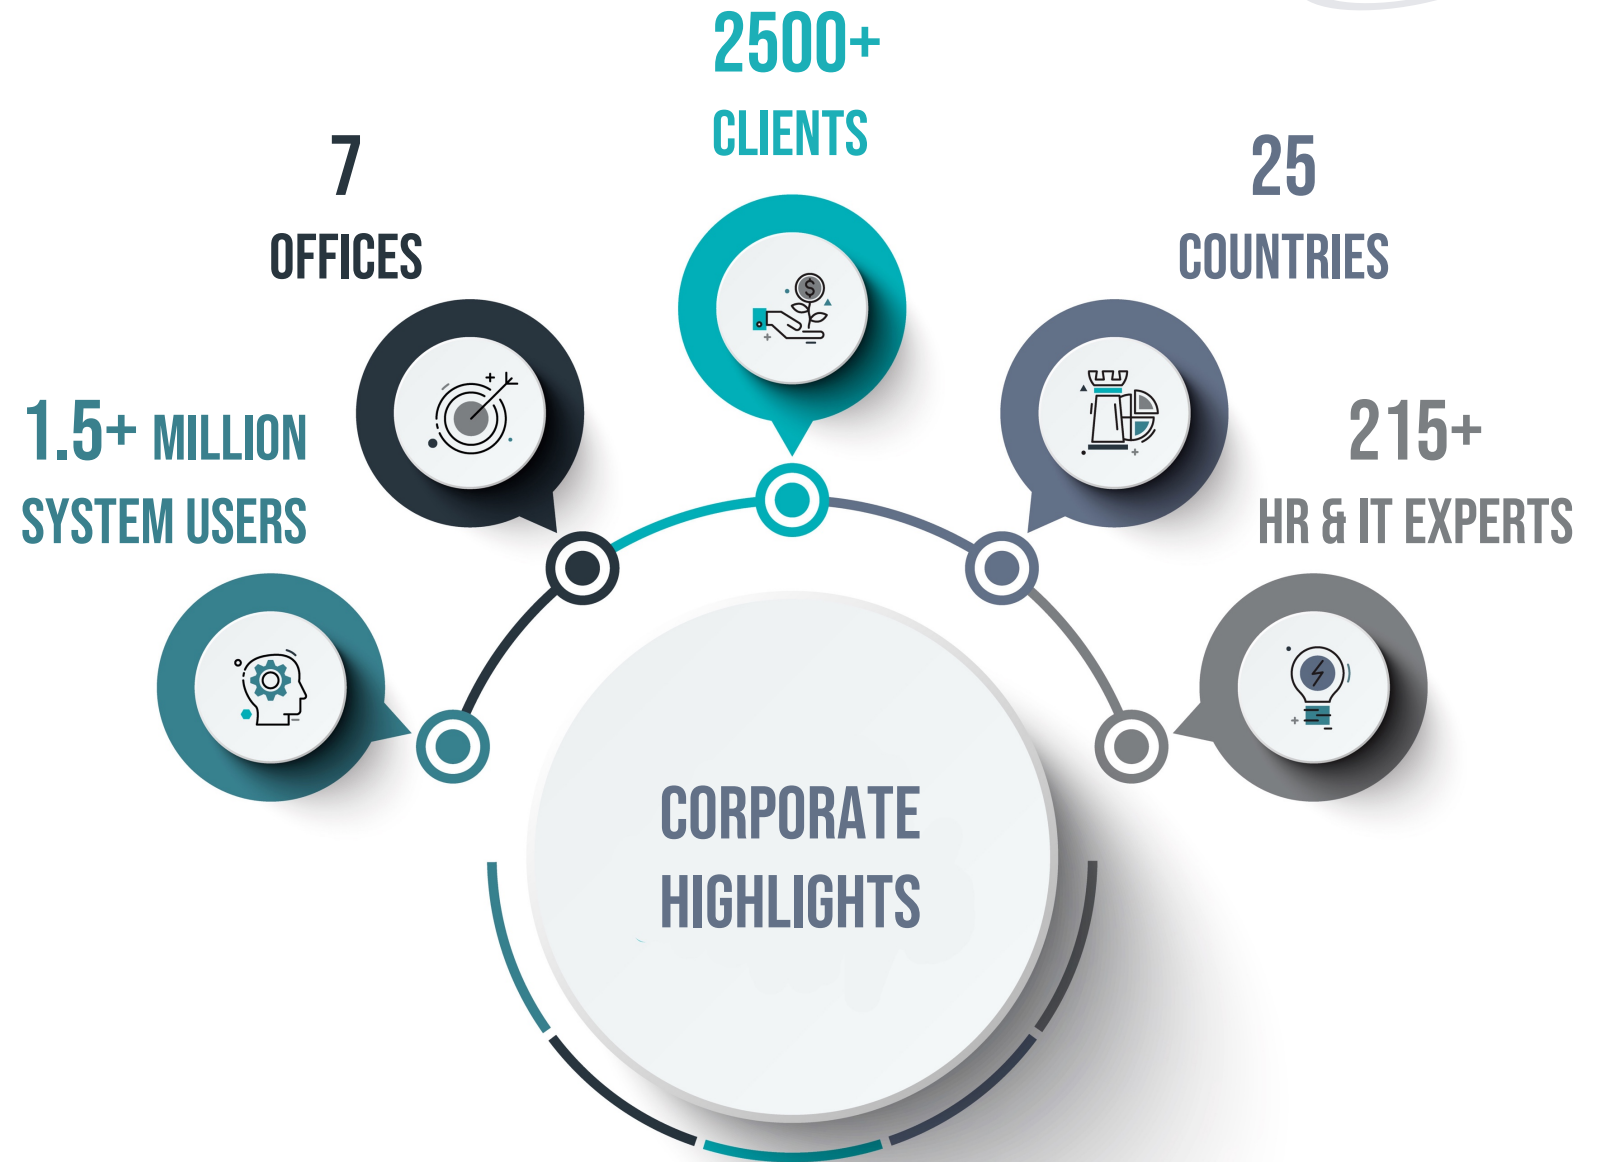 2500+
CLIENTS
7
OFFICES
25
COUNTRIES
1.5+ MILLION
SYSTEM USERS
215+
HR & IT EXPERTS
CORPORATE
HIGHLIGHTS
$